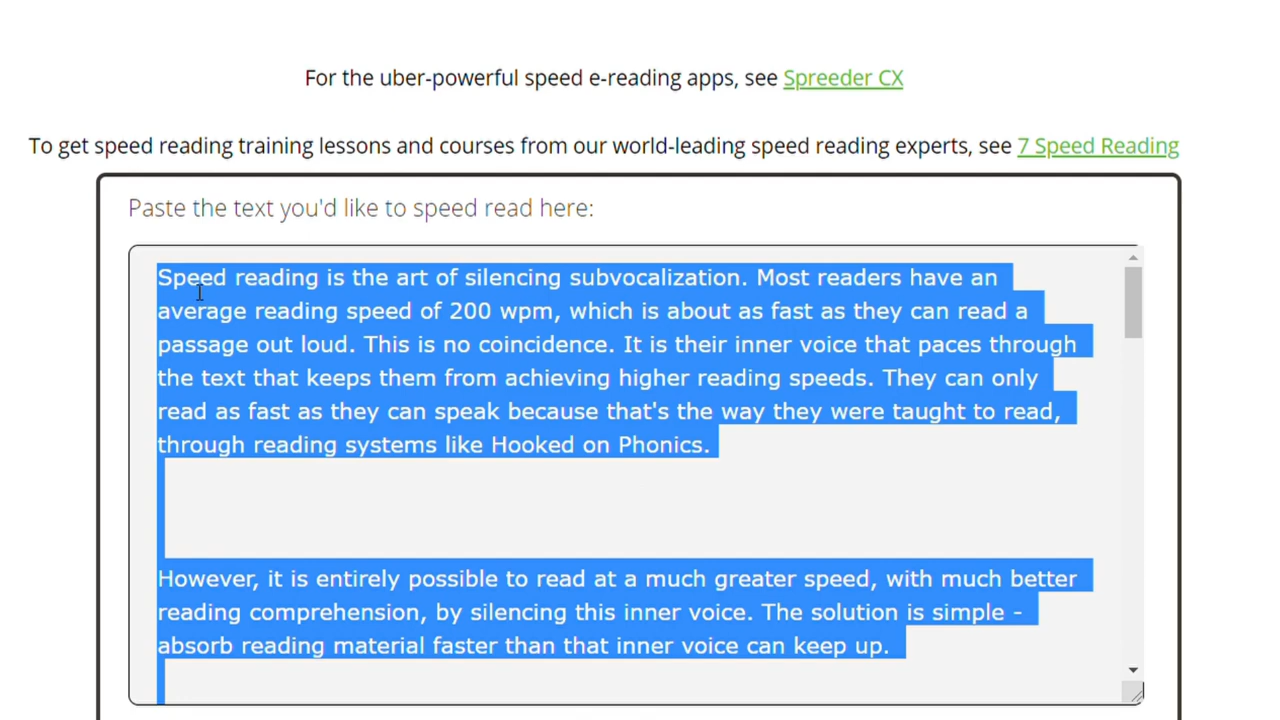 For the uber-powerful speed e-reading apps, see Spreeder CX
To get speed reading training lessons and courses from our world-leading speed reading experts, see 7 Speed Reading
Paste the text you'd like to speed read here:
Speed reading is the art of silencing subvocalization. Most readers have an
average reading speed of 200 wpm, which is about as fast as they can read a
passage out loud. This is no coincidence. It is their inner voice that paces through
the text that keeps them from achieving higher reading speeds. They can only
read as fast as they can speak because that's the way they were taught to read,
through reading systems like Hooked on Phonics.
However, it is entirely possible to read at a much greater speed, with much better
reading comprehension, by silencing this inner voice. The solution is simple -
absorb reading material faster than that inner voice can keep up.